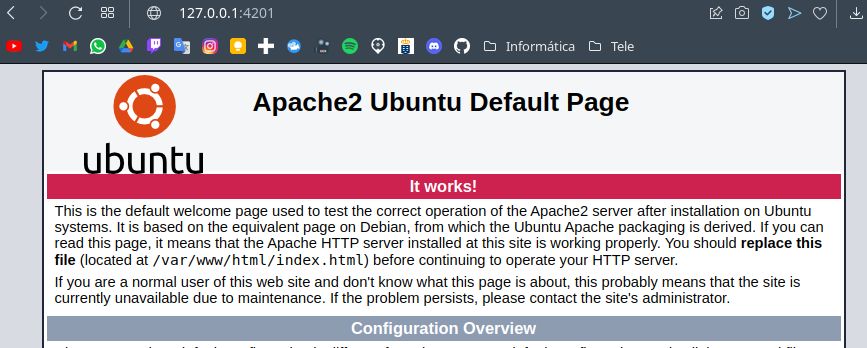 127.0.0.1:4201
Informática Tele
Apache2 Ubuntu Default Page
ubuntu
It works!
This is the default welcome page used to test the correct operation of the Apache2 server after installation on Ubuntu
systems. It is based on the equivalent page on Debian, from which the Ubuntu Apache packaging is derived. If you can
read this page, it means that the Apache HTTP server installed at this site is working properly. You should replace this
file (located at /var/www/html/index.html) before continuing to operate your HTTP server.
If you are a normal user of this web site and don't know what this page is about, this probably means that the site is
currently unavailable due to maintenance. If the problem persists, please contact the site's administrator.
Configuration Overview